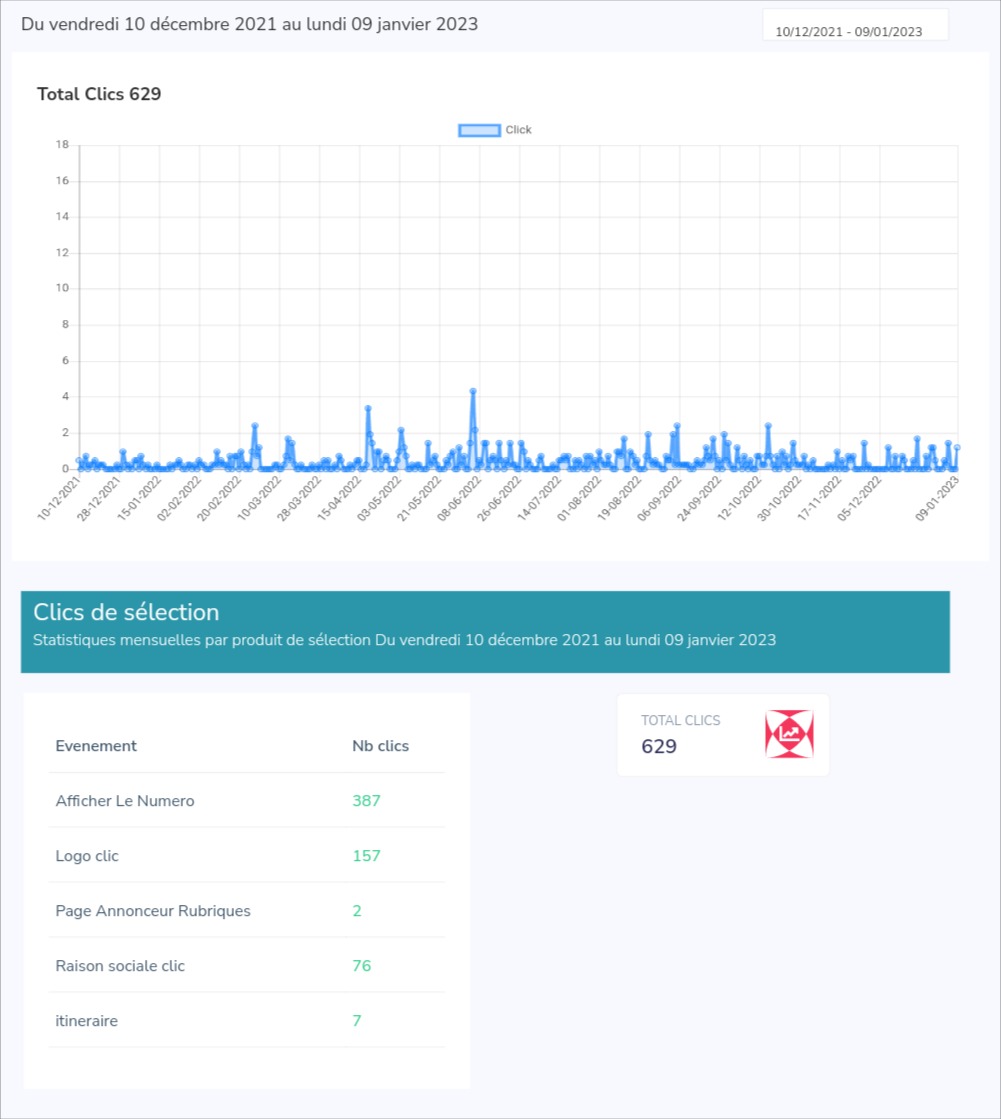 Du vendredi 10 décembre 2021 au lundi 09 janvier 2023
10/12/2021 - 09/01/2023
Total Clics 629
Click
18
16
14
12
10
8
6
4
2
0
10-12-2021
28-12-2021
15-01-2022
02-02-2022
20-02-2022
10-03-2022
28-03-2022
15-04-2022
03-05-2022
21-05-2022
08-06-2022
26-06-2022
14-07-2022
01-08-2022
19-08-2022
06-09-2022
24-09-2022
12-10-2022
30-10-2022
17-11-2022
05-12-2022
09-01-2023
Clics de sélection
Statistiques mensuelles par produit de sélection Du vendredi 10 décembre 2021 au lundi 09 janvier 2023
Evenement Nb clics
Afficher Le Numero 387
Logo clic 157
Page Annonceur Rubriques 2
Raison sociale clic 76
itineraire 7
TOTAL CLICS
629